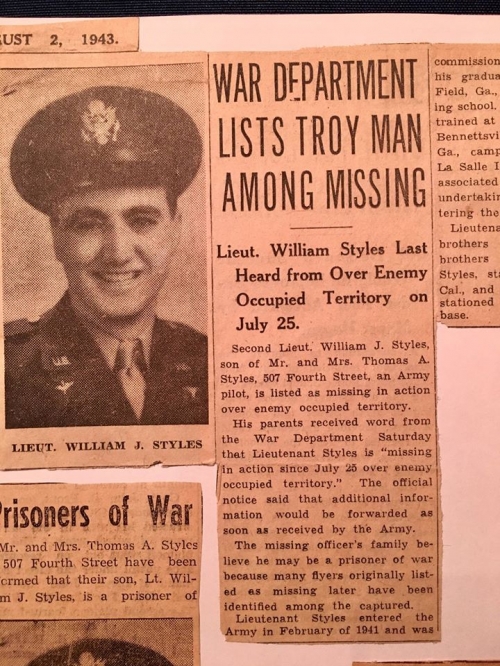 UST 2, 1943.
WAR DEPARTMENT
LISTS TROY MAN
AMONG MISSING
Lieut. William Styles Last
Heard from Over Enemy
Occupied Territory on
July 25.
Second Lieut. William J. Styles,
son of Mr. and Mrs. Thomas A.
Styles, 507 Fourth Street, an Army
pilot, is listed as missing in action
over enemy occupied territory.
His parents received word from
the War Department Saturday
that Lieutenant Styles is "missing
in action since July 25 over enemy
occupied territory." The official
notice said that additional infor-
mation would be forwarded as
soon as received by the Army.
The missing officer's family be-
lieve he may be a prisoner of war
because many flyers originally list-
ed as missing later have been
identified among the captured.
Lieutenant Styles entered the
Army in February of 1941 and was
commission
his gradua
Field, Ga.,
ing school.
trained at
Bennettsvi
Ga., camp
La Salle I
associated
undertakin
tering the
Lieutena
brothers
brothers
Styles, sta
Cal., and
stationed
base.
U.S.
LIEUT. WILLIAM J. STYLES
Prisoners of War
Mr. and Mrs. Thomas A. Styles
507 Fourth Street have been
formed that their son, Lt. Wil-
m J. Styles, is a prisoner of